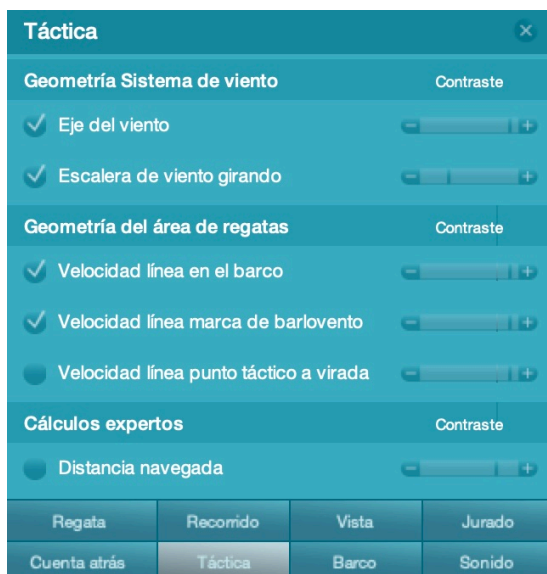 Táctica
Geometría Sistema de viento Contraste
Eje del viento
Escalera de viento girando
Geometría del área de regatas Contraste
Velocidad línea en el barco
Velocidad línea marca de barlovento
Velocidad línea punto táctico a virada
Cálculos expertos Contraste
Distancia navegada
Regata Recorrido Vista Jurado
Cuenta atrás Táctica Barco Sonido